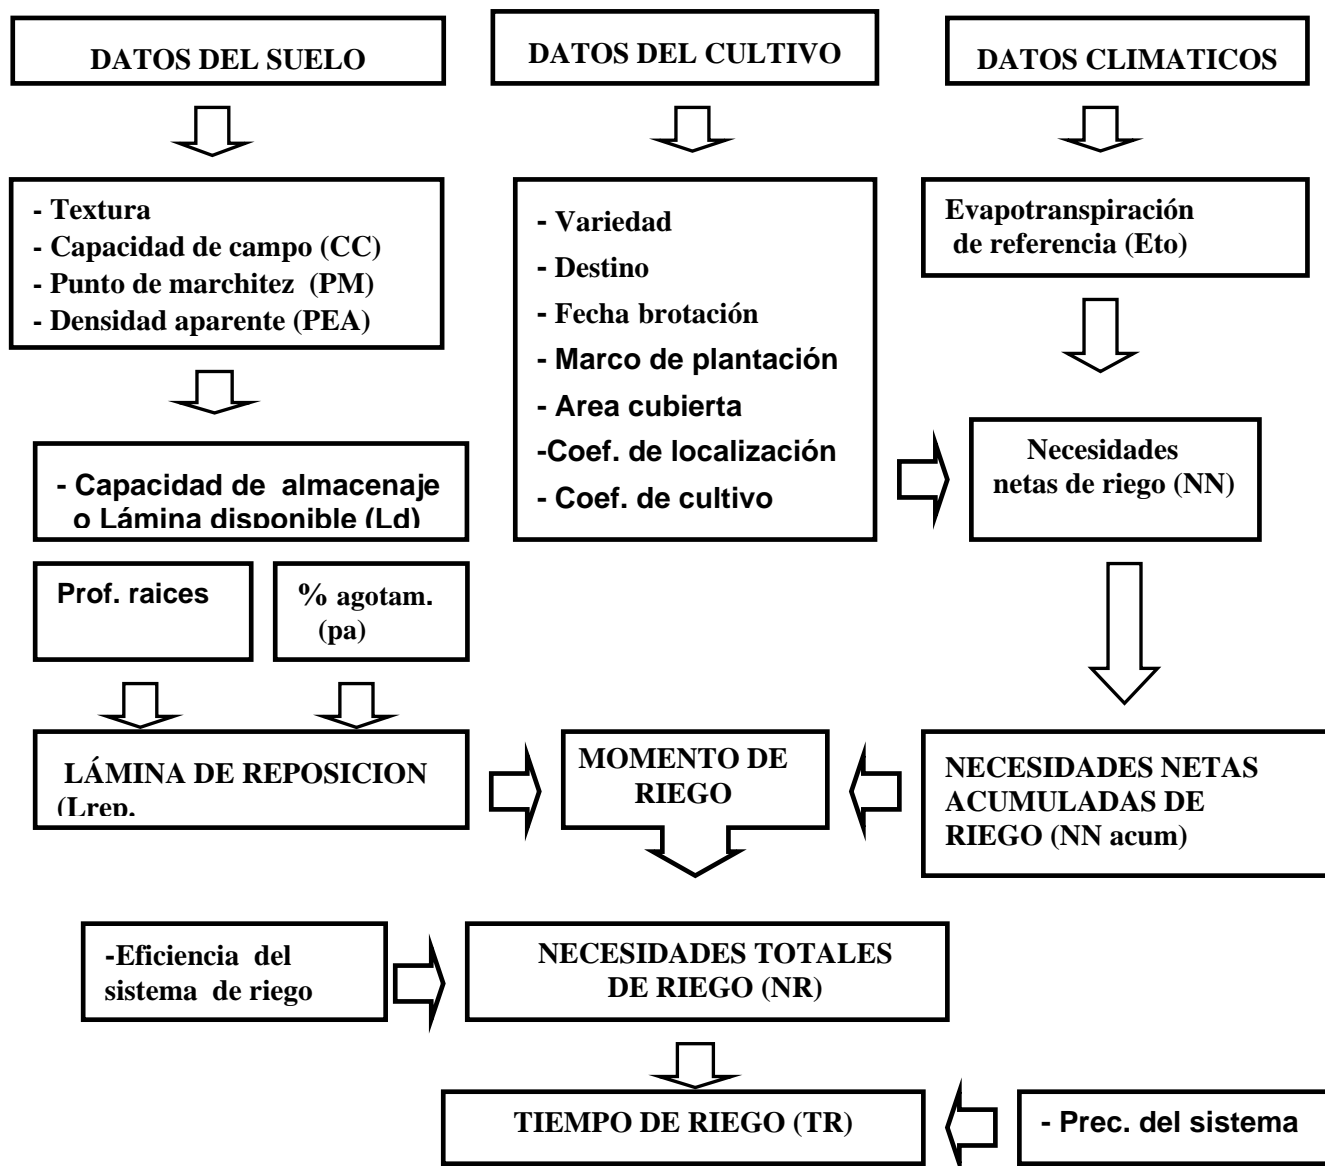 DATOS DEL SUELO
DATOS DEL CULTIVO
DATOS CLIMATICOS
- Textura
- Capacidad de campo (CC)
- Punto de marchitez (PM)
- Densidad aparente (PEA)
- Variedad
- Destino
- Fecha brotación
- Marco de plantación
- Area cubierta
-Coef. de localización
- Coef. de cultivo
Evapotranspiración
de referencia (Eto)
- Capacidad de almacenaje
o Lámina disponible (Ld)
Necesidades
netas de riego (NN)
Prof. raices
% agotam.
(pa)
LÁMINA DE REPOSICION
(Lrep.
MOMENTO DE
RIEGO
NECESIDADES NETAS
ACUMULADAS DE
RIEGO (NN acum)
-Eficiencia del
sistema de riego
NECESIDADES TOTALES
DE RIEGO (NR)
TIEMPO DE RIEGO (TR)
- Prec. del sistema